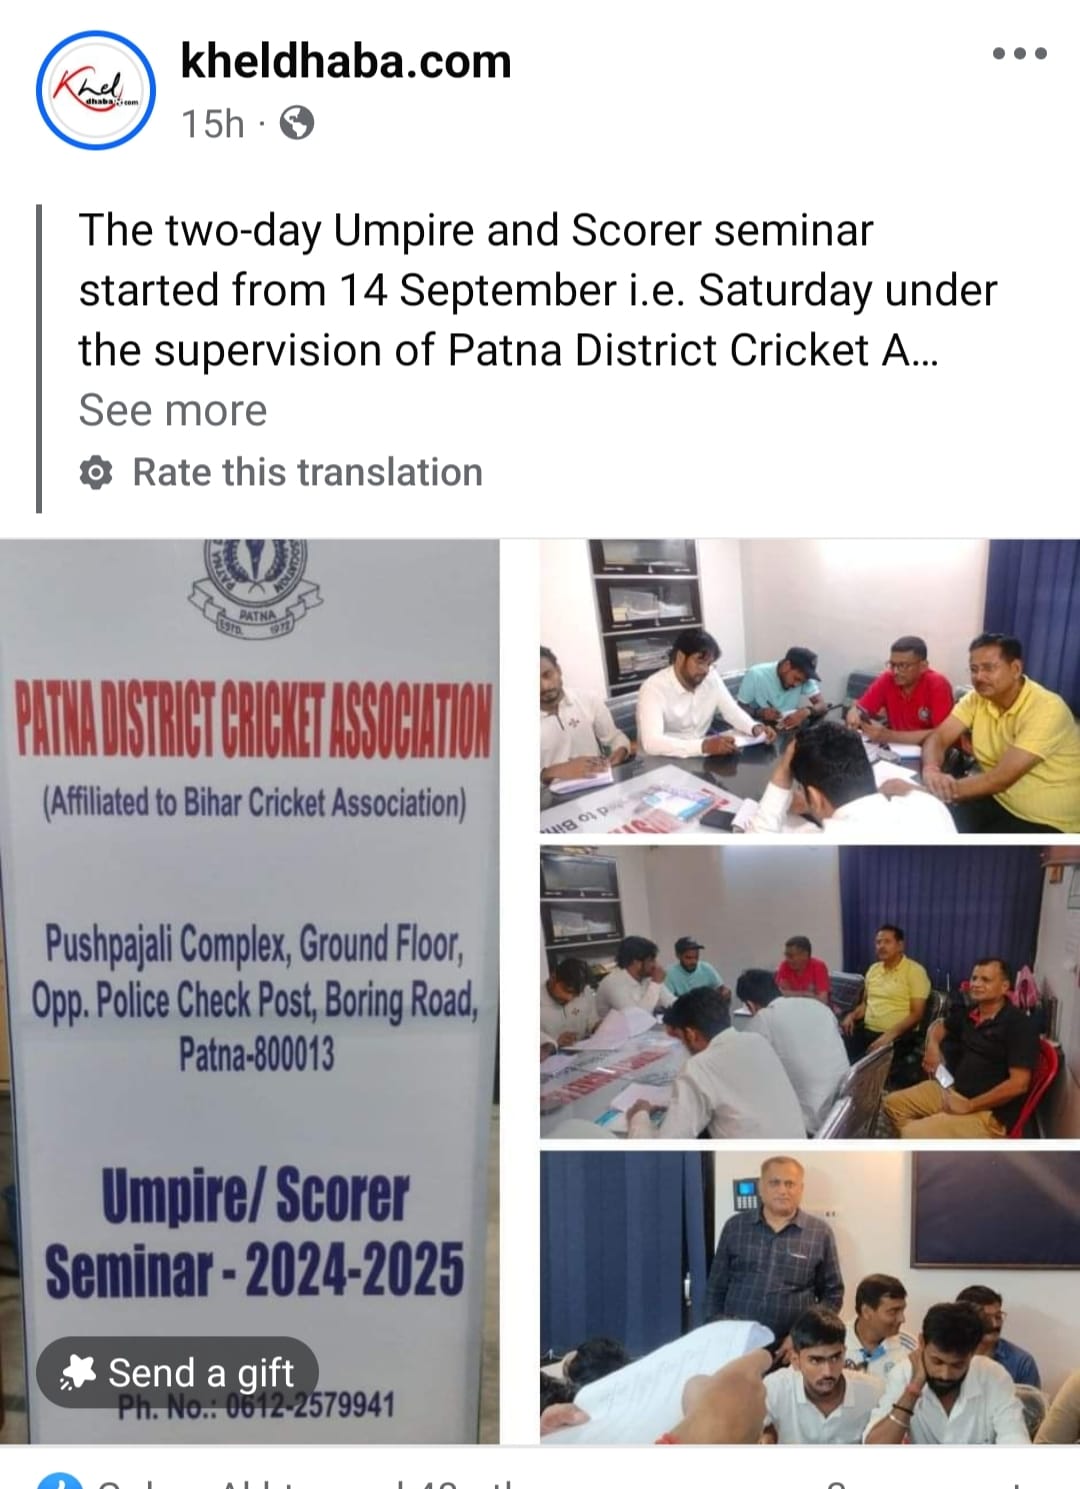 Khel
dhaba.com
kheldhaba.com
15h
The two-day Umpire and Scorer seminar
started from 14 September i.e. Saturday under
the supervision of Patna District Cricket A...
See more
Rate this translation
PATNA
ESTD. 1972
PATNA DISTRICT CRICKET ASSOCIATION
(Affiliated to Bihar Cricket Association)
Pushpajali Complex, Ground Floor,
Opp. Police Check Post, Boring Road,
Patna-800013
Umpire/ Scorer
Seminar - 2024-2025
Send a gift
Ph. No.: 0612-2579941